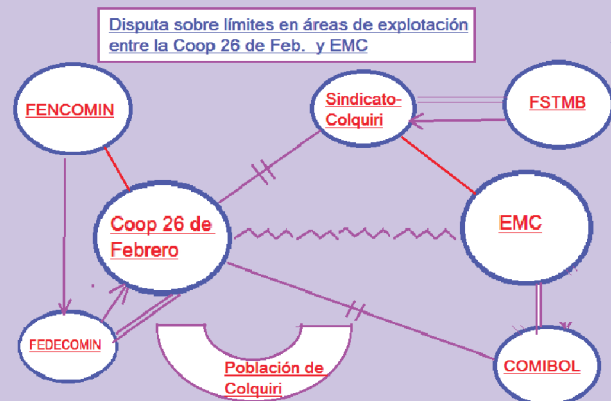 Disputa sobre límites en áreas de explotación
entre la Coop 26 de Feb. y EMC
FENCOMIN
Sindicato-
Colquiri
FSTMB
Coop 26 de
Febrero
EMC
FEDECOMIN
Población de
Colquiri
COMIBOL